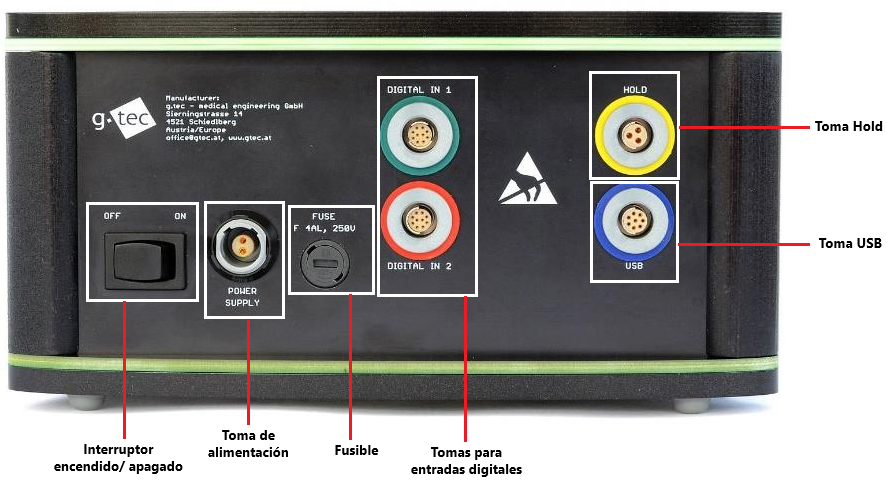 g.tec
Manufacturer:
g.tec - medical engineering GmbH
Sierningstrasse 14
4521 Schiedlberg
Austria/Europe
office@gtec.at, www.gtec.at
DIGITAL IN 1
HOLD
Toma Hold
OFF
ON
FUSE
F 4AL, 250V
DIGITAL IN 2
USB
Toma USB
POWER
SUPPLY
Interruptor
encendido/ apagado
Toma de
alimentación
Fusible
Tomas para
entradas digitales